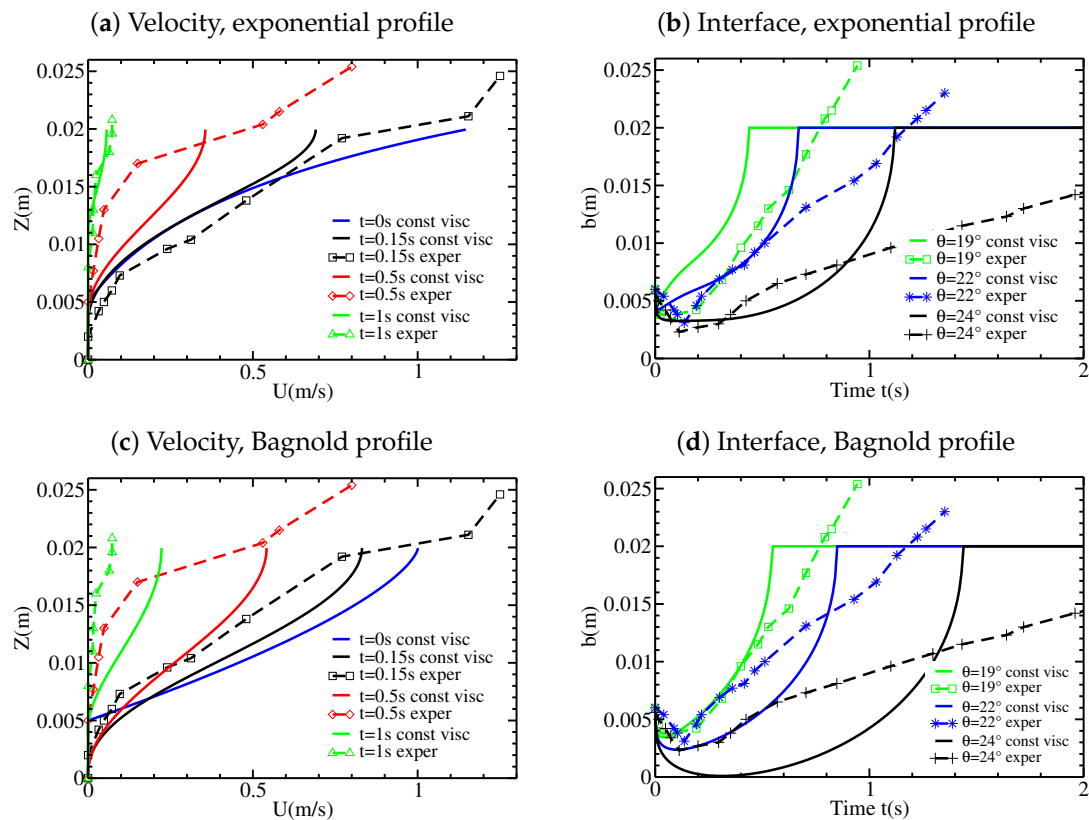 (a) Velocity, exponential profile
0.025
0.02
0.015
0.01
0.005
0
Z(m)
0
0.5
1
U(m/s)
t=0s const visc
t=0.15s const visc
t=0.15s exper
t=0.5s const visc
t=0.5s exper
t=1s const visc
t=1s exper
(b) Interface, exponential profile
0.025
0.02
0.015
0.01
0.005
0
b(m)
0
1
2
Time t(s)
θ=19° const visc
θ=19° exper
θ=22° const visc
θ=22° exper
θ=24° const visc
θ=24° exper
(c) Velocity, Bagnold profile
0.025
0.02
0.015
0.01
0.005
0
Z(m)
0
0.5
1
U(m/s)
t=0s const visc
t=0.15s const visc
t=0.15s exper
t=0.5s const visc
t=0.5s exper
t=1s const visc
t=1s exper
(d) Interface, Bagnold profile
0.025
0.02
0.015
0.01
0.005
0
b(m)
0
1
2
Time t(s)
θ=19° const visc
θ=19° exper
θ=22° const visc
θ=22° exper
θ=24° const visc
θ=24° exper